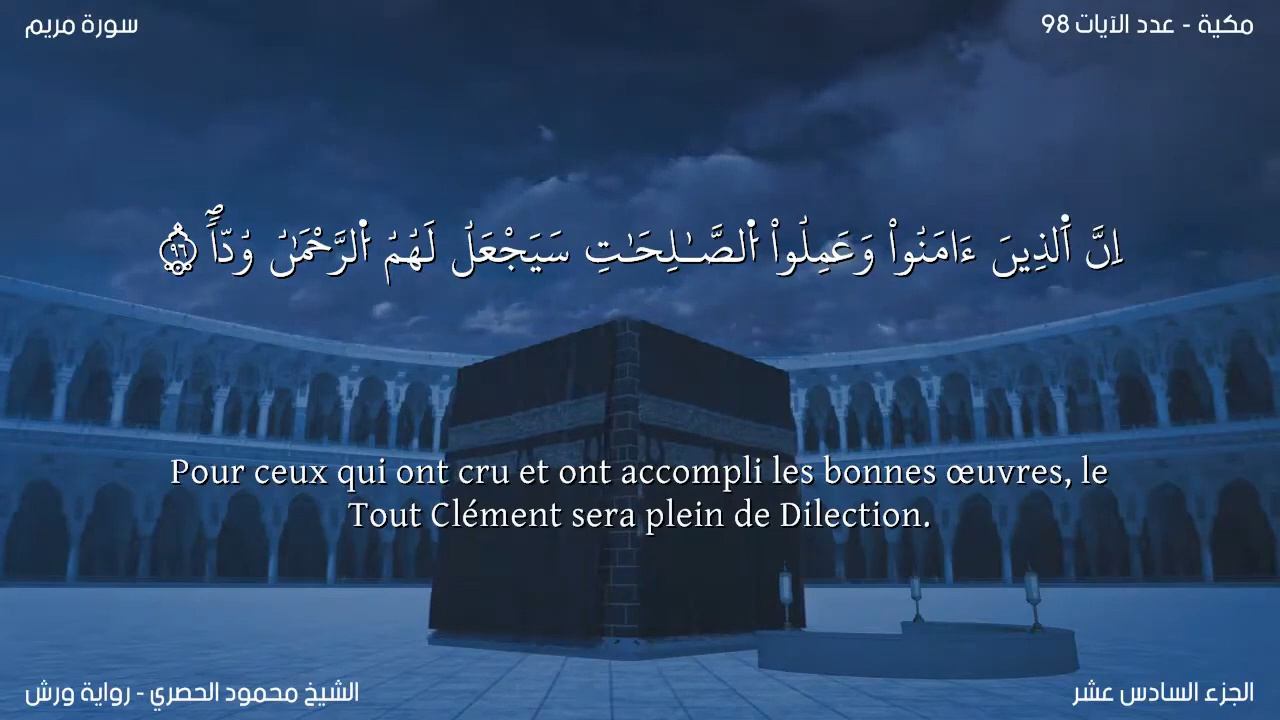 سورة مريم
مكية - عدد الآيات 98
اِنَّ اَ۬لذِينَ ءَامَنُواْ وَعَمِلُواْ اُ۬لصَّٰلِحَٰتِ سَيَجْعَلُ لَهُمُ اُ۬لرَّحْمَٰنُ وُدّاٗۖ ٩٦
Pour ceux qui ont cru et ont accompli les bonnes œuvres, le
Tout Clément sera plein de Dilection.
الشيخ محمود الحصري - رواية ورش
الجزء السادس عشر